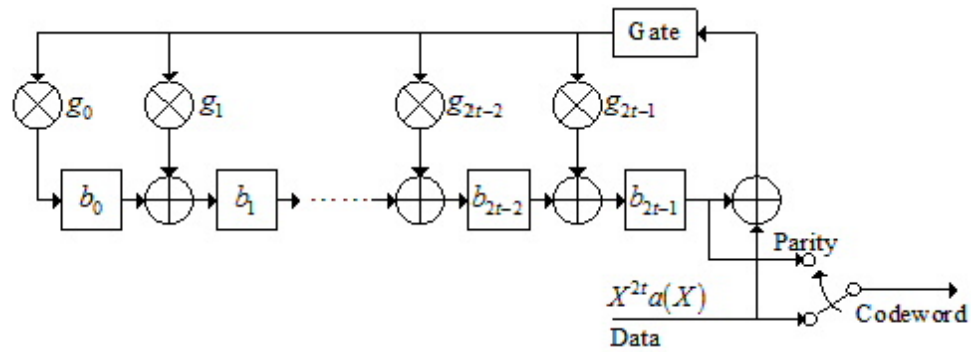 Gate
g₀ g₁ g₂ₜ₋₂ g₂ₜ₋₁
b₀ b₁ ...... b₂ₜ₋₂ b₂ₜ₋₁
Parity
X²ᵗa(X)
Codeword
Data